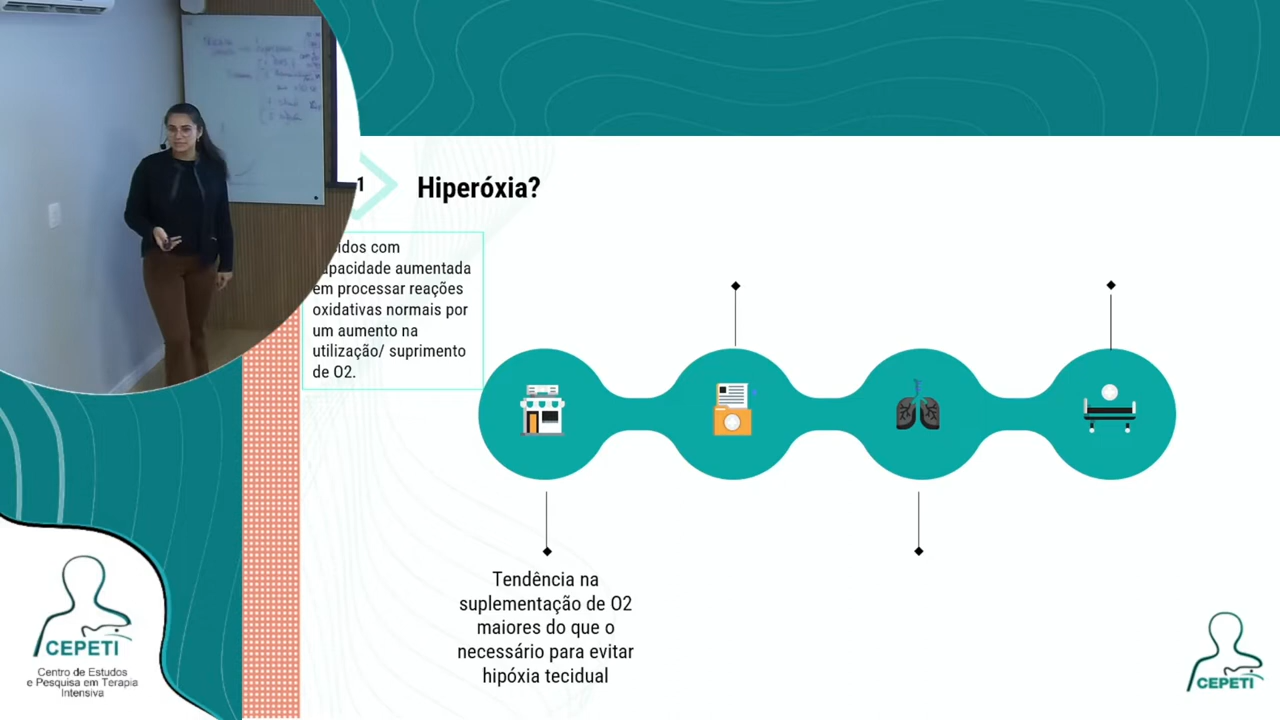 1
Hiperóxia?
idos com
apacidade aumentada
em processar reações
oxidativas normais por
um aumento na
utilização/ suprimento
de O2.
Tendência na
suplementação de O2
maiores do que o
necessário para evitar
hipóxia tecidual
CEPETI
Centro de Estudos
e Pesquisa em Terapia
Intensiva
CEPETI